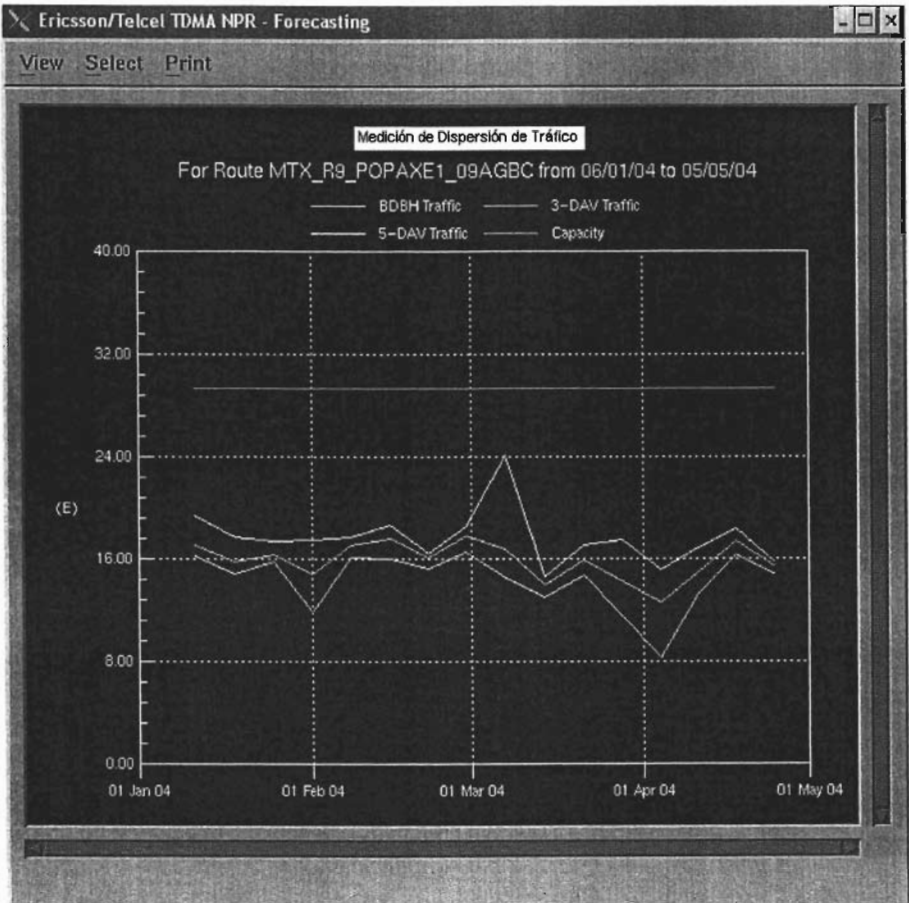 Ericsson/Telcel TDMA NPR - Forecasting
View Select Print
Medición de Dispersión de Tráfico
For Route MTX_R9_POPAXE1_09AGBC from 06/01/04 to 05/05/04
BDBH Traffic 3-DAV Traffic
5-DAV Traffic Capacity
40.00
32.00
24.00
(E)
16.00
8.00
0.00
01 Jan 04 01 Feb 04 01 Mar 04 01 Apr 04 01 May 04